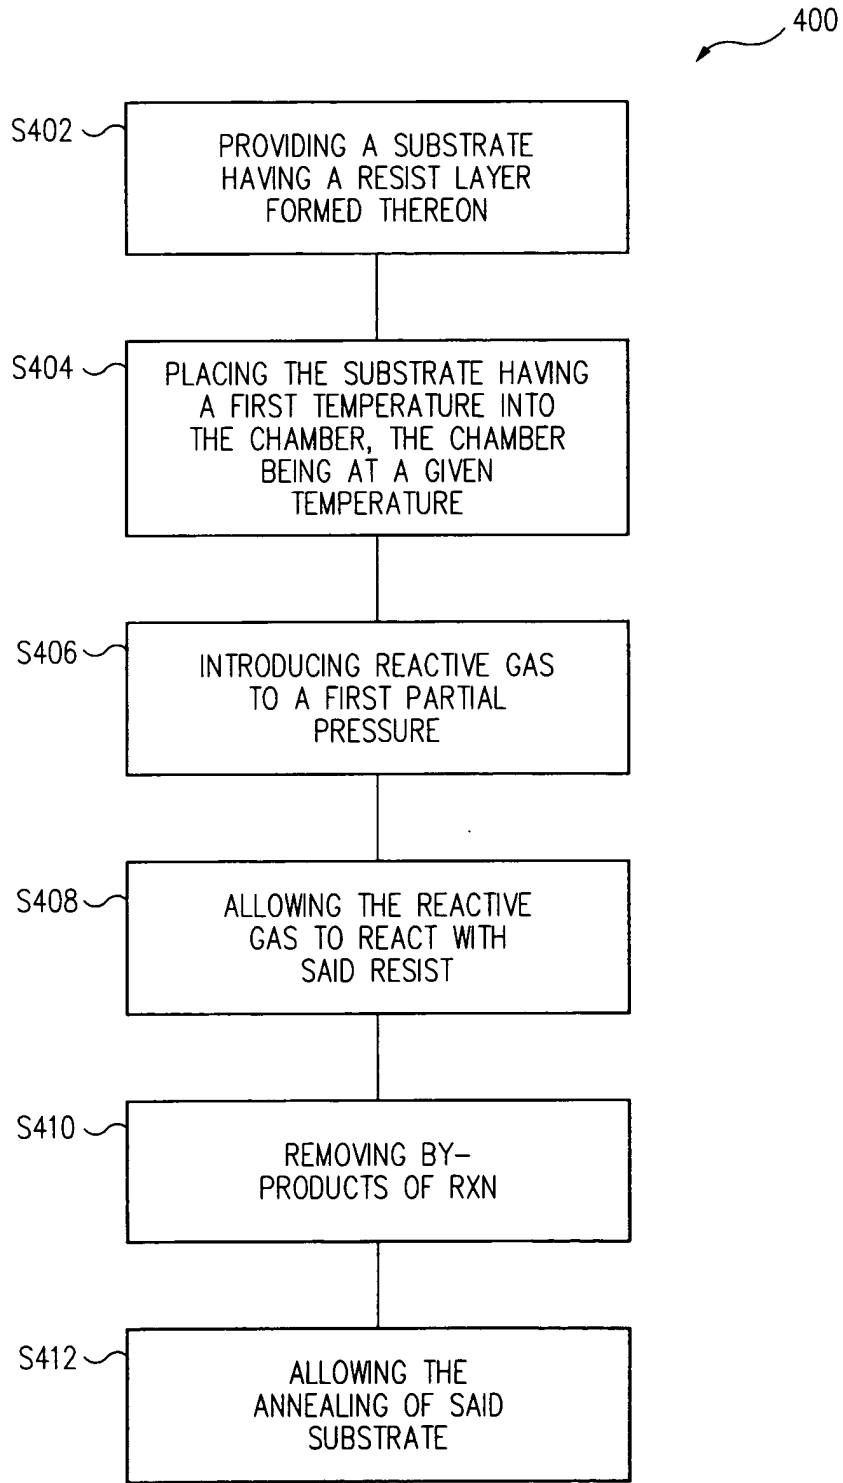 400
S402
PROVIDING A SUBSTRATE
HAVING A RESIST LAYER
FORMED THEREON
S404
PLACING THE SUBSTRATE HAVING
A FIRST TEMPERATURE INTO
THE CHAMBER, THE CHAMBER
BEING AT A GIVEN
TEMPERATURE
S406
INTRODUCING REACTIVE GAS
TO A FIRST PARTIAL
PRESSURE
S408
ALLOWING THE REACTIVE
GAS TO REACT WITH
SAID RESIST
S410
REMOVING BY-
PRODUCTS OF RXN
S412
ALLOWING THE
ANNEALING OF SAID
SUBSTRATE